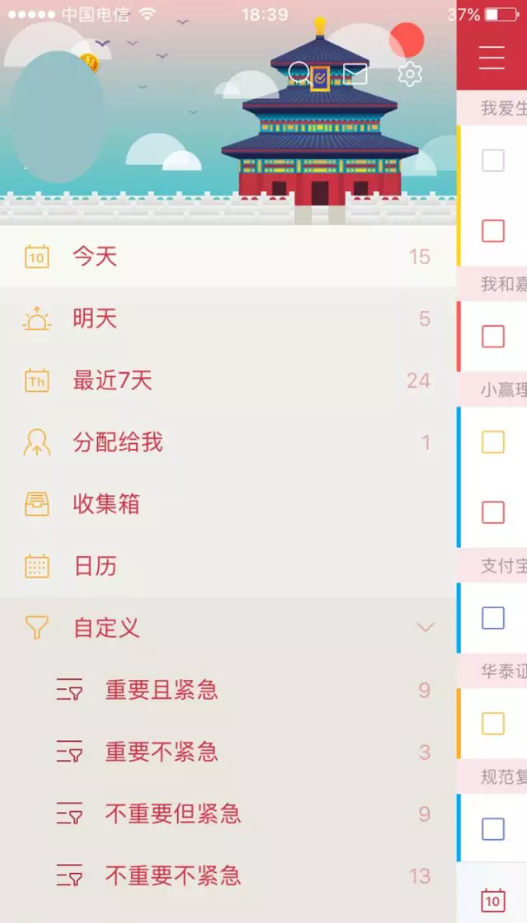 中国电信 18:39 37%
10 今天 15
明天 5
Th 最近7天 24
分配给我 1
收集箱
日历
自定义
重要且紧急 9
重要不紧急 3
不重要但紧急 9
不重要不紧急 13
我爱生
我和嘉
小赢理
支付宝
华泰证
规范复
10